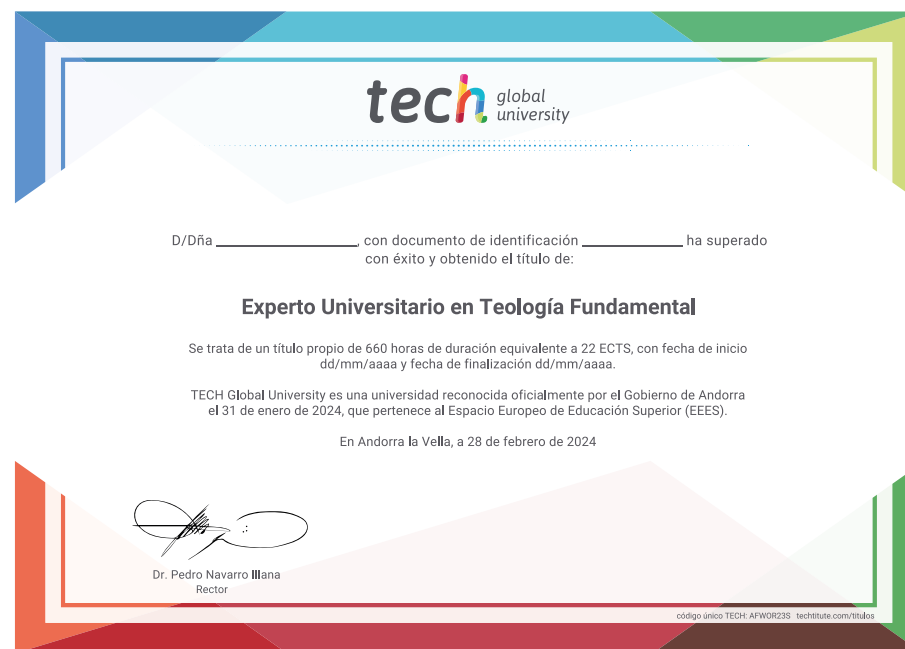 tech global university
D/Dña ________________, con documento de identificación ____________ ha superado
con éxito y obtenido el título de:
Experto Universitario en Teología Fundamental
Se trata de un título propio de 660 horas de duración equivalente a 22 ECTS, con fecha de inicio
dd/mm/aaaa y fecha de finalización dd/mm/aaaa.
TECH Global University es una universidad reconocida oficialmente por el Gobierno de Andorra
el 31 de enero de 2024, que pertenece al Espacio Europeo de Educación Superior (EEES).
En Andorra la Vella, a 28 de febrero de 2024
Dr. Pedro Navarro Illana
Rector
código único TECH: AFWOR23S techtitute.com/titulos